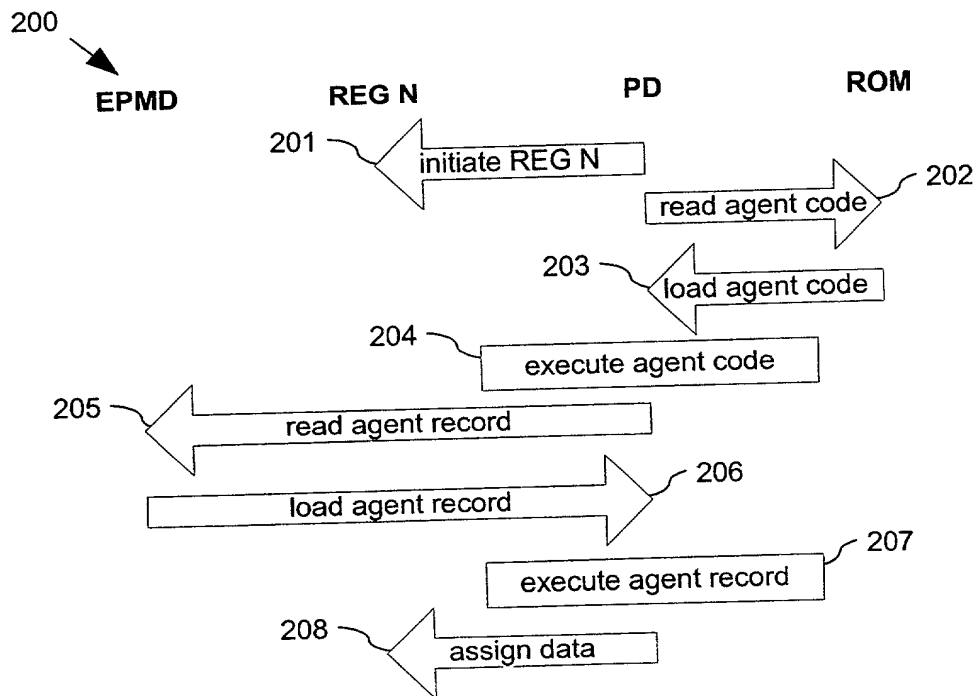 200
EPMD REG N PD ROM
201 initiate REG N
read agent code 202
203 load agent code
204 execute agent code
205 read agent record
load agent record 206
execute agent record 207
208 assign data